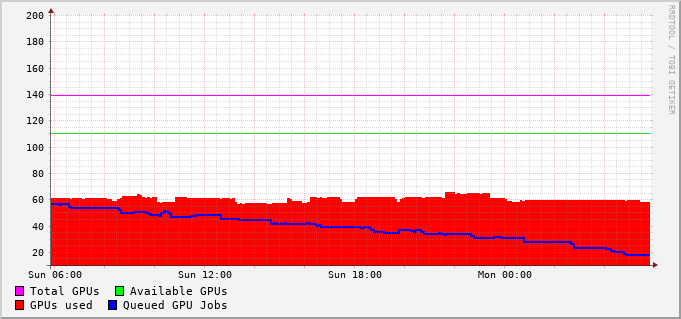 200
180
160
140
120
100
80
60
40
20
Sun 06:00 Sun 12:00 Sun 18:00 Mon 00:00
Total GPUs Available GPUs
GPUs used Queued GPU Jobs
RRDTOOL / TOBI OETIKER